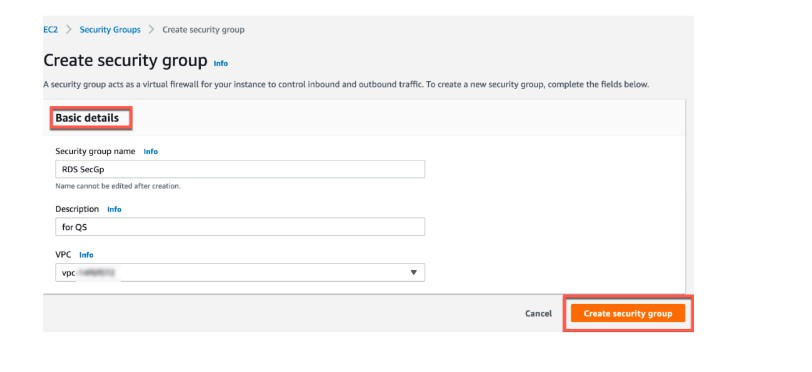 EC2 > Security Groups > Create security group
Create security group Info
A security group acts as a virtual firewall for your instance to control inbound and outbound traffic. To create a new security group, complete the fields below.
Basic details
Security group name Info
RDS SecGp
Name cannot be edited after creation.
Description Info
for QS
VPC Info
vpc
Cancel Create security group